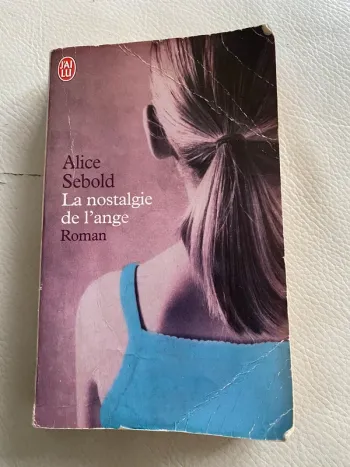 J'AI
LU
Alice
Sebold
La nostalgie
de l'ange
Roman